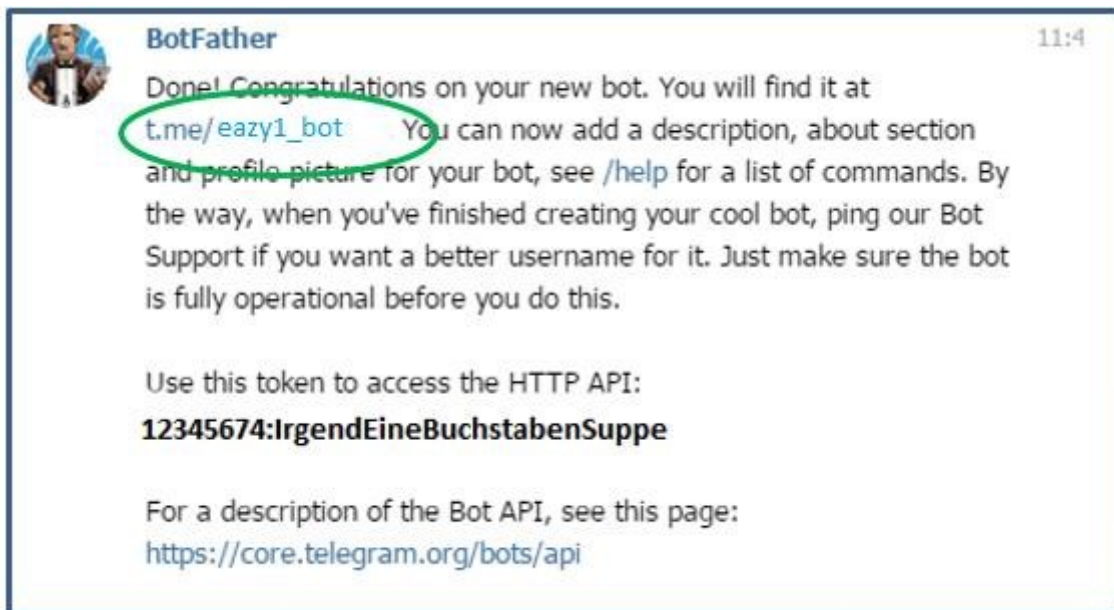 BotFather 11:4
Done! Congratulations on your new bot. You will find it at
t.me/eazy1_bot You can now add a description, about section
and profile picture for your bot, see /help for a list of commands. By
the way, when you've finished creating your cool bot, ping our Bot
Support if you want a better username for it. Just make sure the bot
is fully operational before you do this.
Use this token to access the HTTP API:
12345674:IrgendEineBuchstabenSuppe
For a description of the Bot API, see this page:
https://core.telegram.org/bots/api